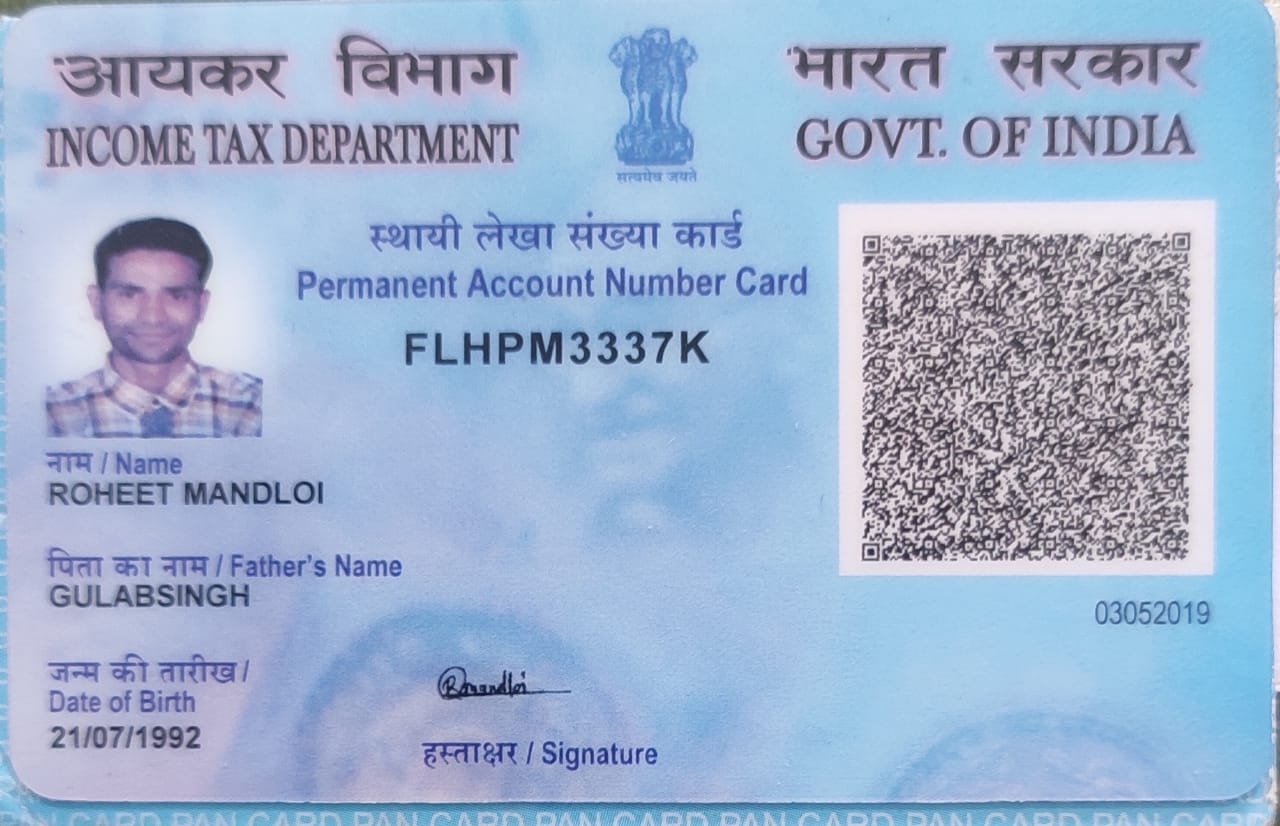 आयकर विभाग
INCOME TAX DEPARTMENT
सत्यमेव जयते
भारत सरकार
GOVT. OF INDIA
स्थायी लेखा संख्या कार्ड
Permanent Account Number Card
FLHPM3337K
नाम / Name
ROHEET MANDLOI
पिता का नाम / Father's Name
GULABSINGH
03052019
जन्म की तारीख /
Date of Birth
21/07/1992
Rmandloi
हस्ताक्षर / Signature
PAN CARD PAN CARD PAN CARD PAN CARD PAN CARD PAN CARD PAN CARD